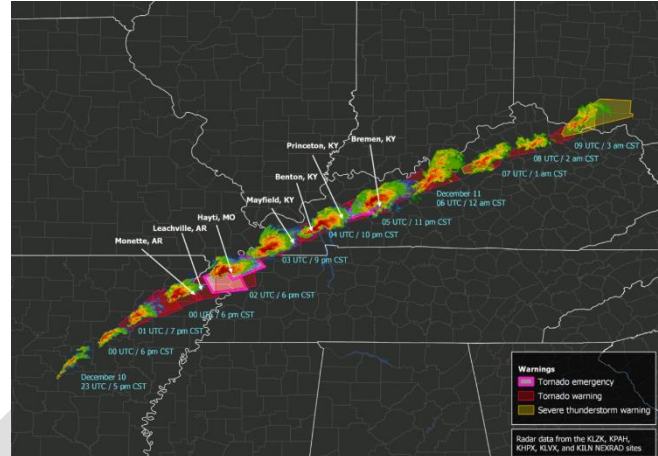 Bremen, KY
Princeton, KY
Benton, KY
Mayfield, KY
Hayti, MO
Leachville, AR
Monette, AR
09 UTC / 3 am CST
08 UTC / 2 am CST
07 UTC / 1 am CST
December 11
06 UTC / 12 am CST
05 UTC / 11 pm CST
04 UTC / 10 pm CST
03 UTC / 9 pm CST
02 UTC / 6 pm CST
00 UTC / 6 pm CST
01 UTC / 7 pm CST
00 UTC / 6 pm CST
December 10
23 UTC / 5 pm CST
Warnings
Tornado emergency
Tornado warning
Severe thunderstorm warning
Radar data from the KLZK, KPAH,
KHPX, KLVX, and KILN NEXRAD sites